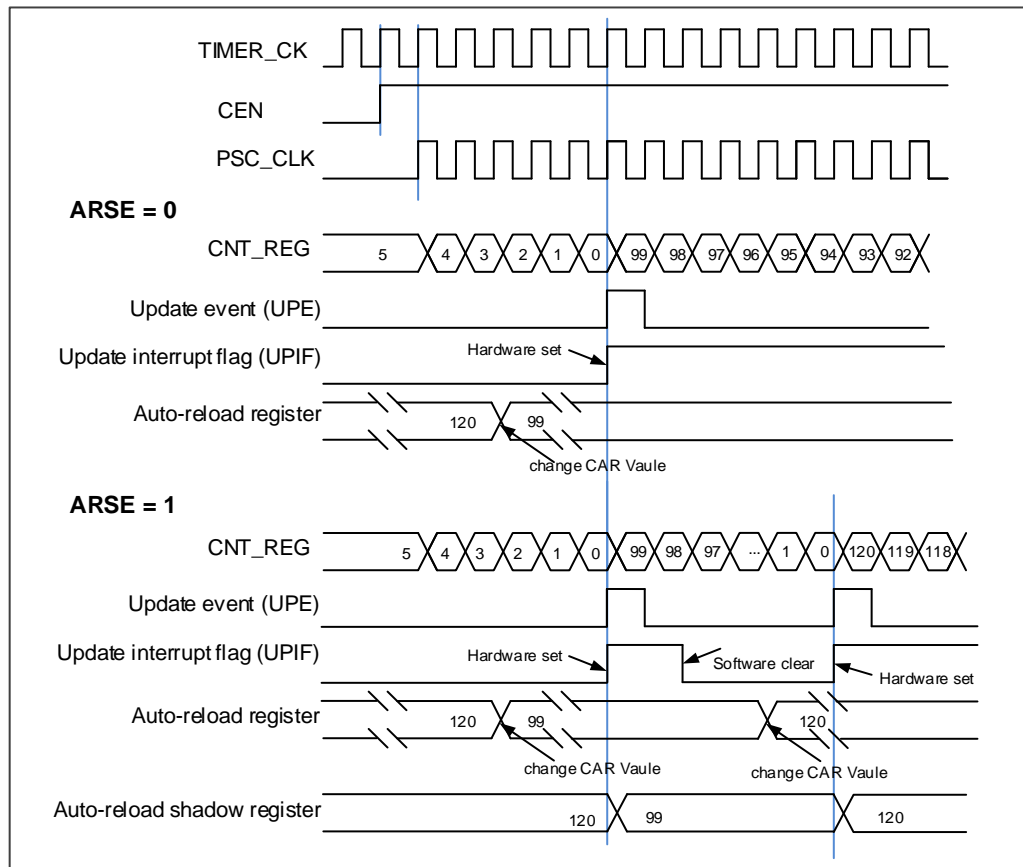 TIMER_CK
CEN
PSC_CLK
ARSE = 0
CNT_REG 5 4 3 2 1 0 99 98 97 96 95 94 93 92
Update event (UPE)
Update interrupt flag (UPIF) Hardware set
Auto-reload register 120 99
change CAR Vaule
ARSE = 1
CNT_REG 5 4 3 2 1 0 99 98 97 ... 1 0 120 119 118
Update event (UPE)
Update interrupt flag (UPIF) Hardware set Software clear Hardware set
Auto-reload register 120 99 120
change CAR Vaule change CAR Vaule
Auto-reload shadow register 120 99 120